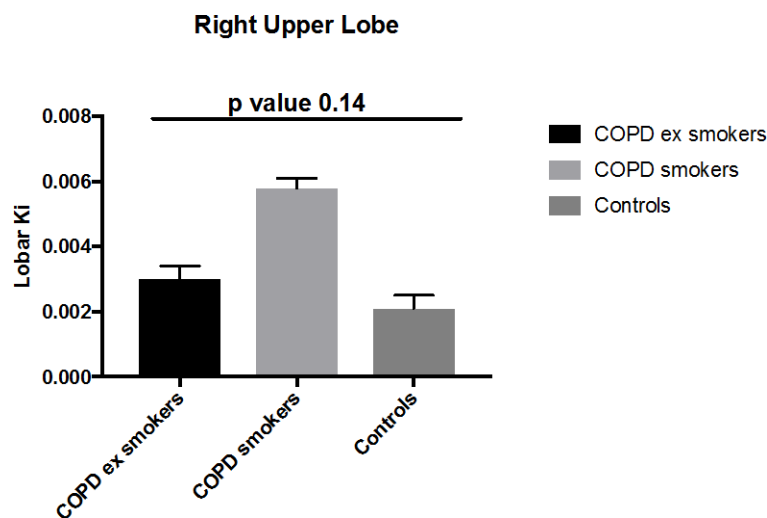 Right Upper Lobe
p value 0.14
0.008
0.006
0.004
0.002
0.000
Lobar Ki
COPD ex smokers
COPD smokers
Controls
COPD ex smokers
COPD smokers
Controls